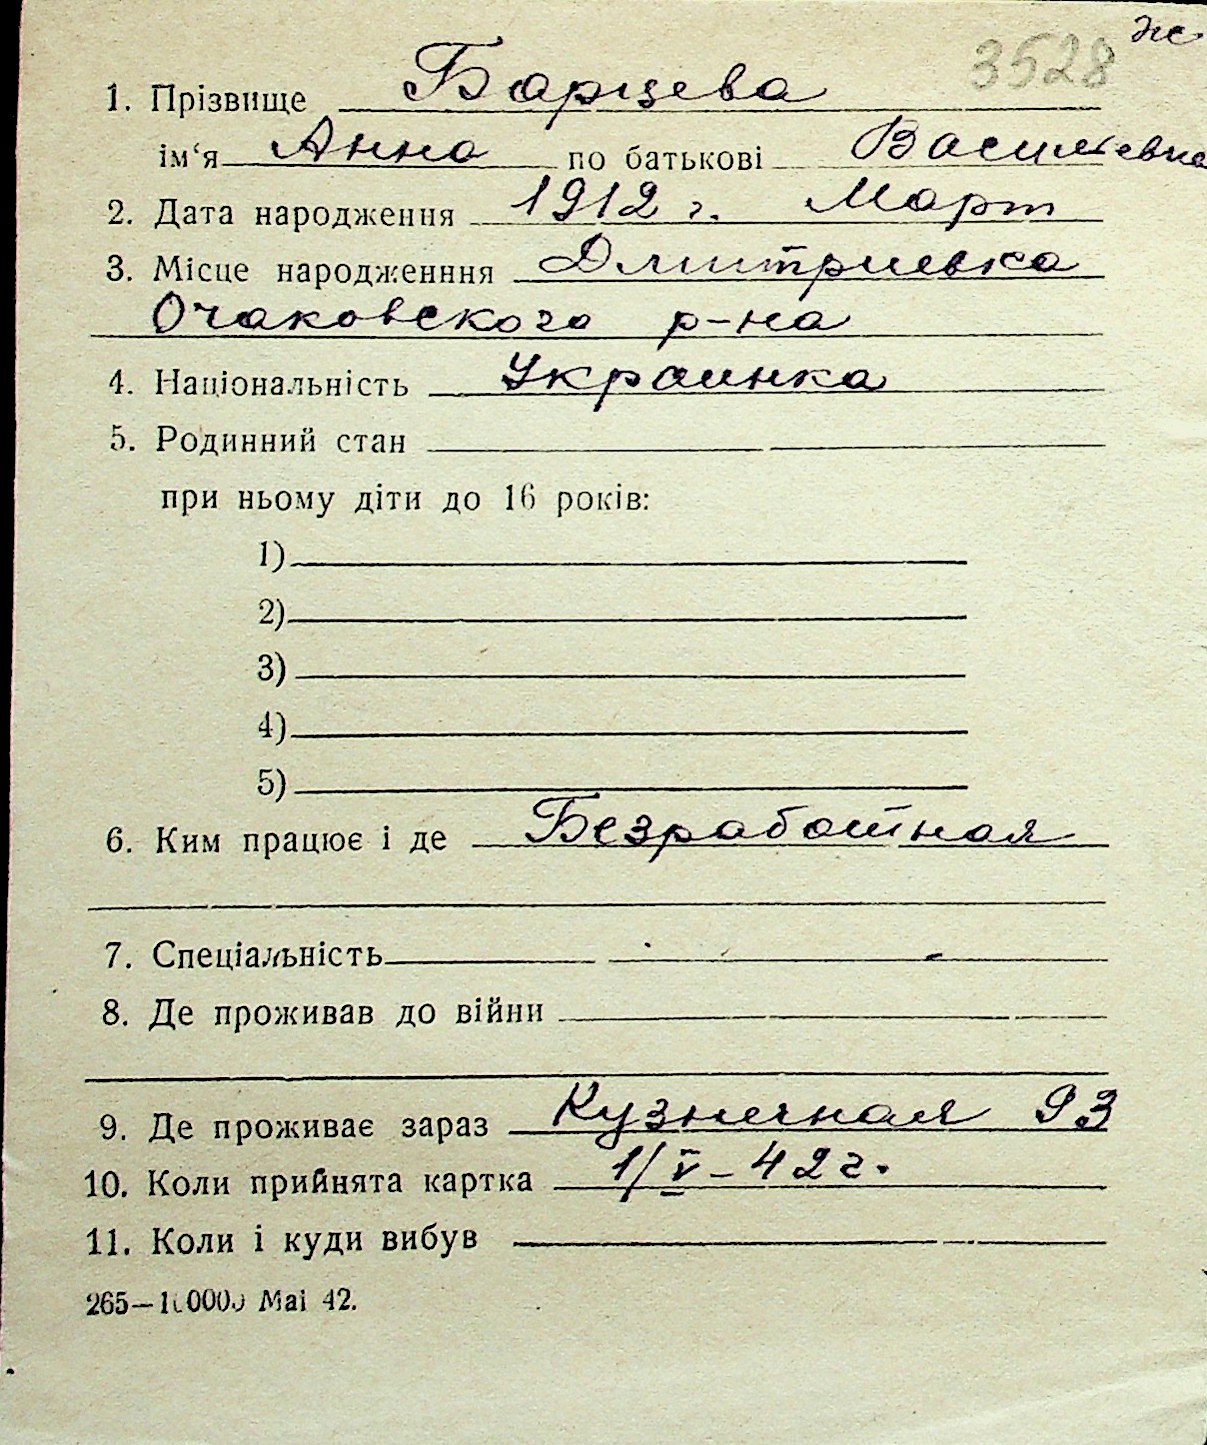 3528 ж
1. Прізвище Барцева
ім‘я Анна по батькові Васильевна
2. Дата народження 1912 г. Март
3. Місце народженння Дмитриевка
Очаковского р-на
4. Національність Украинка
5. Родинний стан
при ньому діти до 16 років:
1)
2)
3)
4)
5)
6. Ким працює і де Безработная
7. Спеціальність
8. Де проживав до війни
9. Де проживає зараз Кузнечная 93
10. Коли прийнята картка 1/V-42г.
11. Коли і куди вибув
265—10000 Mai 42.